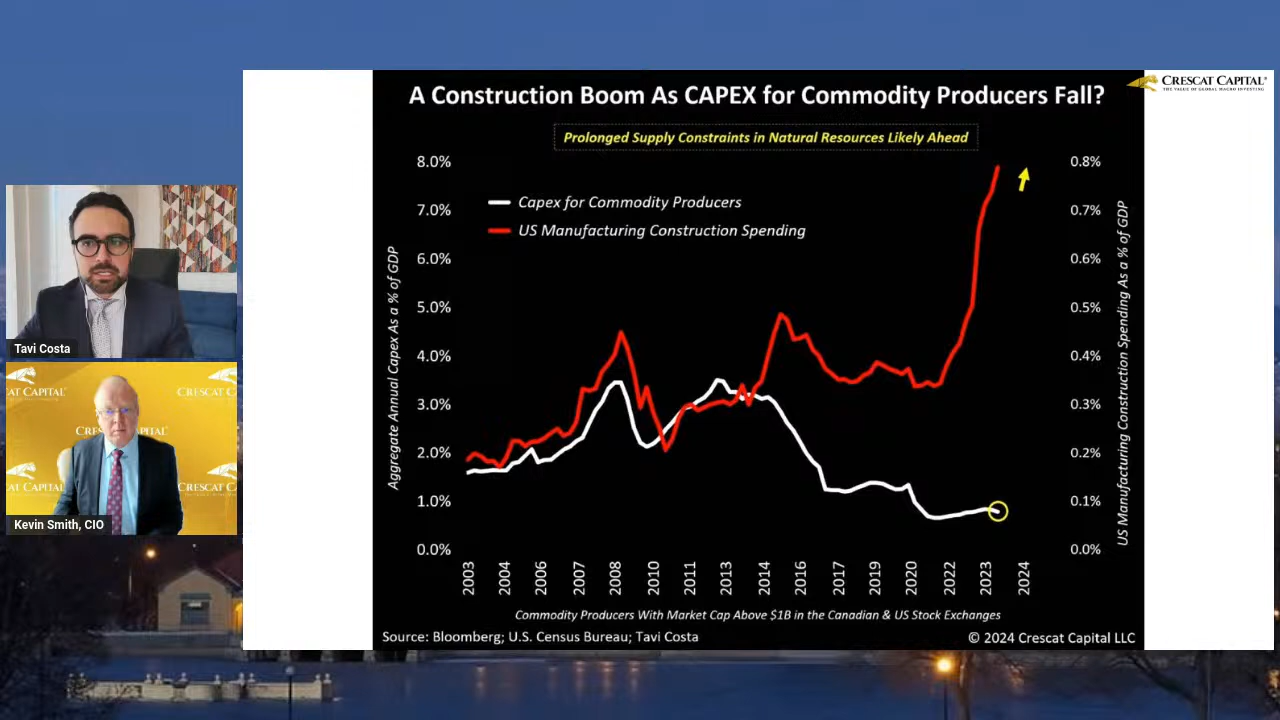 A Construction Boom As CAPEX for Commodity Producers Fall?
CRESCAT CAPITAL®
THE VALUE OF GLOBAL MACRO INVESTING
Prolonged Supply Constraints in Natural Resources Likely Ahead
Capex for Commodity Producers
US Manufacturing Construction Spending
Aggregate Annual Capex As a % of GDP
8.0%
7.0%
6.0%
5.0%
4.0%
3.0%
2.0%
1.0%
0.0%
0.8%
0.7%
0.6%
0.5%
0.4%
0.3%
0.2%
0.1%
0.0%
US Manufacturing Construction Spending As a % of GDP
2003 2004 2006 2007 2008 2010 2011 2013 2014 2016 2017 2019 2020 2022 2023 2024
Commodity Producers With Market Cap Above $1B in the Canadian & US Stock Exchanges
Source: Bloomberg; U.S. Census Bureau; Tavi Costa
© 2024 Crescat Capital LLC
Tavi Costa
CAT CAPITAL
CRESCAT C
CRES
PITAL
CAT CAPITAL
CRESCAT C
Kevin Smith, CIO